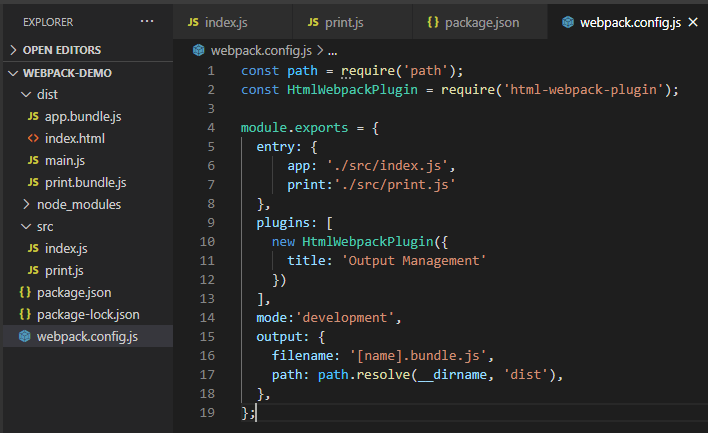 EXPLORER ...
index.js print.js package.json webpack.config.js ×
> OPEN EDITORS
WEBPACK-DEMO
dist
app.bundle.js
index.html
main.js
print.bundle.js
node_modules
src
index.js
print.js
package.json
package-lock.json
webpack.config.js
webpack.config.js > ...
1 const path = require('path');
2 const HtmlWebpackPlugin = require('html-webpack-plugin');
3
4 module.exports = {
5   entry: {
6       app: './src/index.js',
7       print:'./src/print.js'
8   },
9   plugins: [
10     new HtmlWebpackPlugin({
11       title: 'Output Management'
12     })
13   ],
14   mode:'development',
15   output: {
16     filename: '[name].bundle.js',
17     path: path.resolve(__dirname, 'dist'),
18   },
19 };